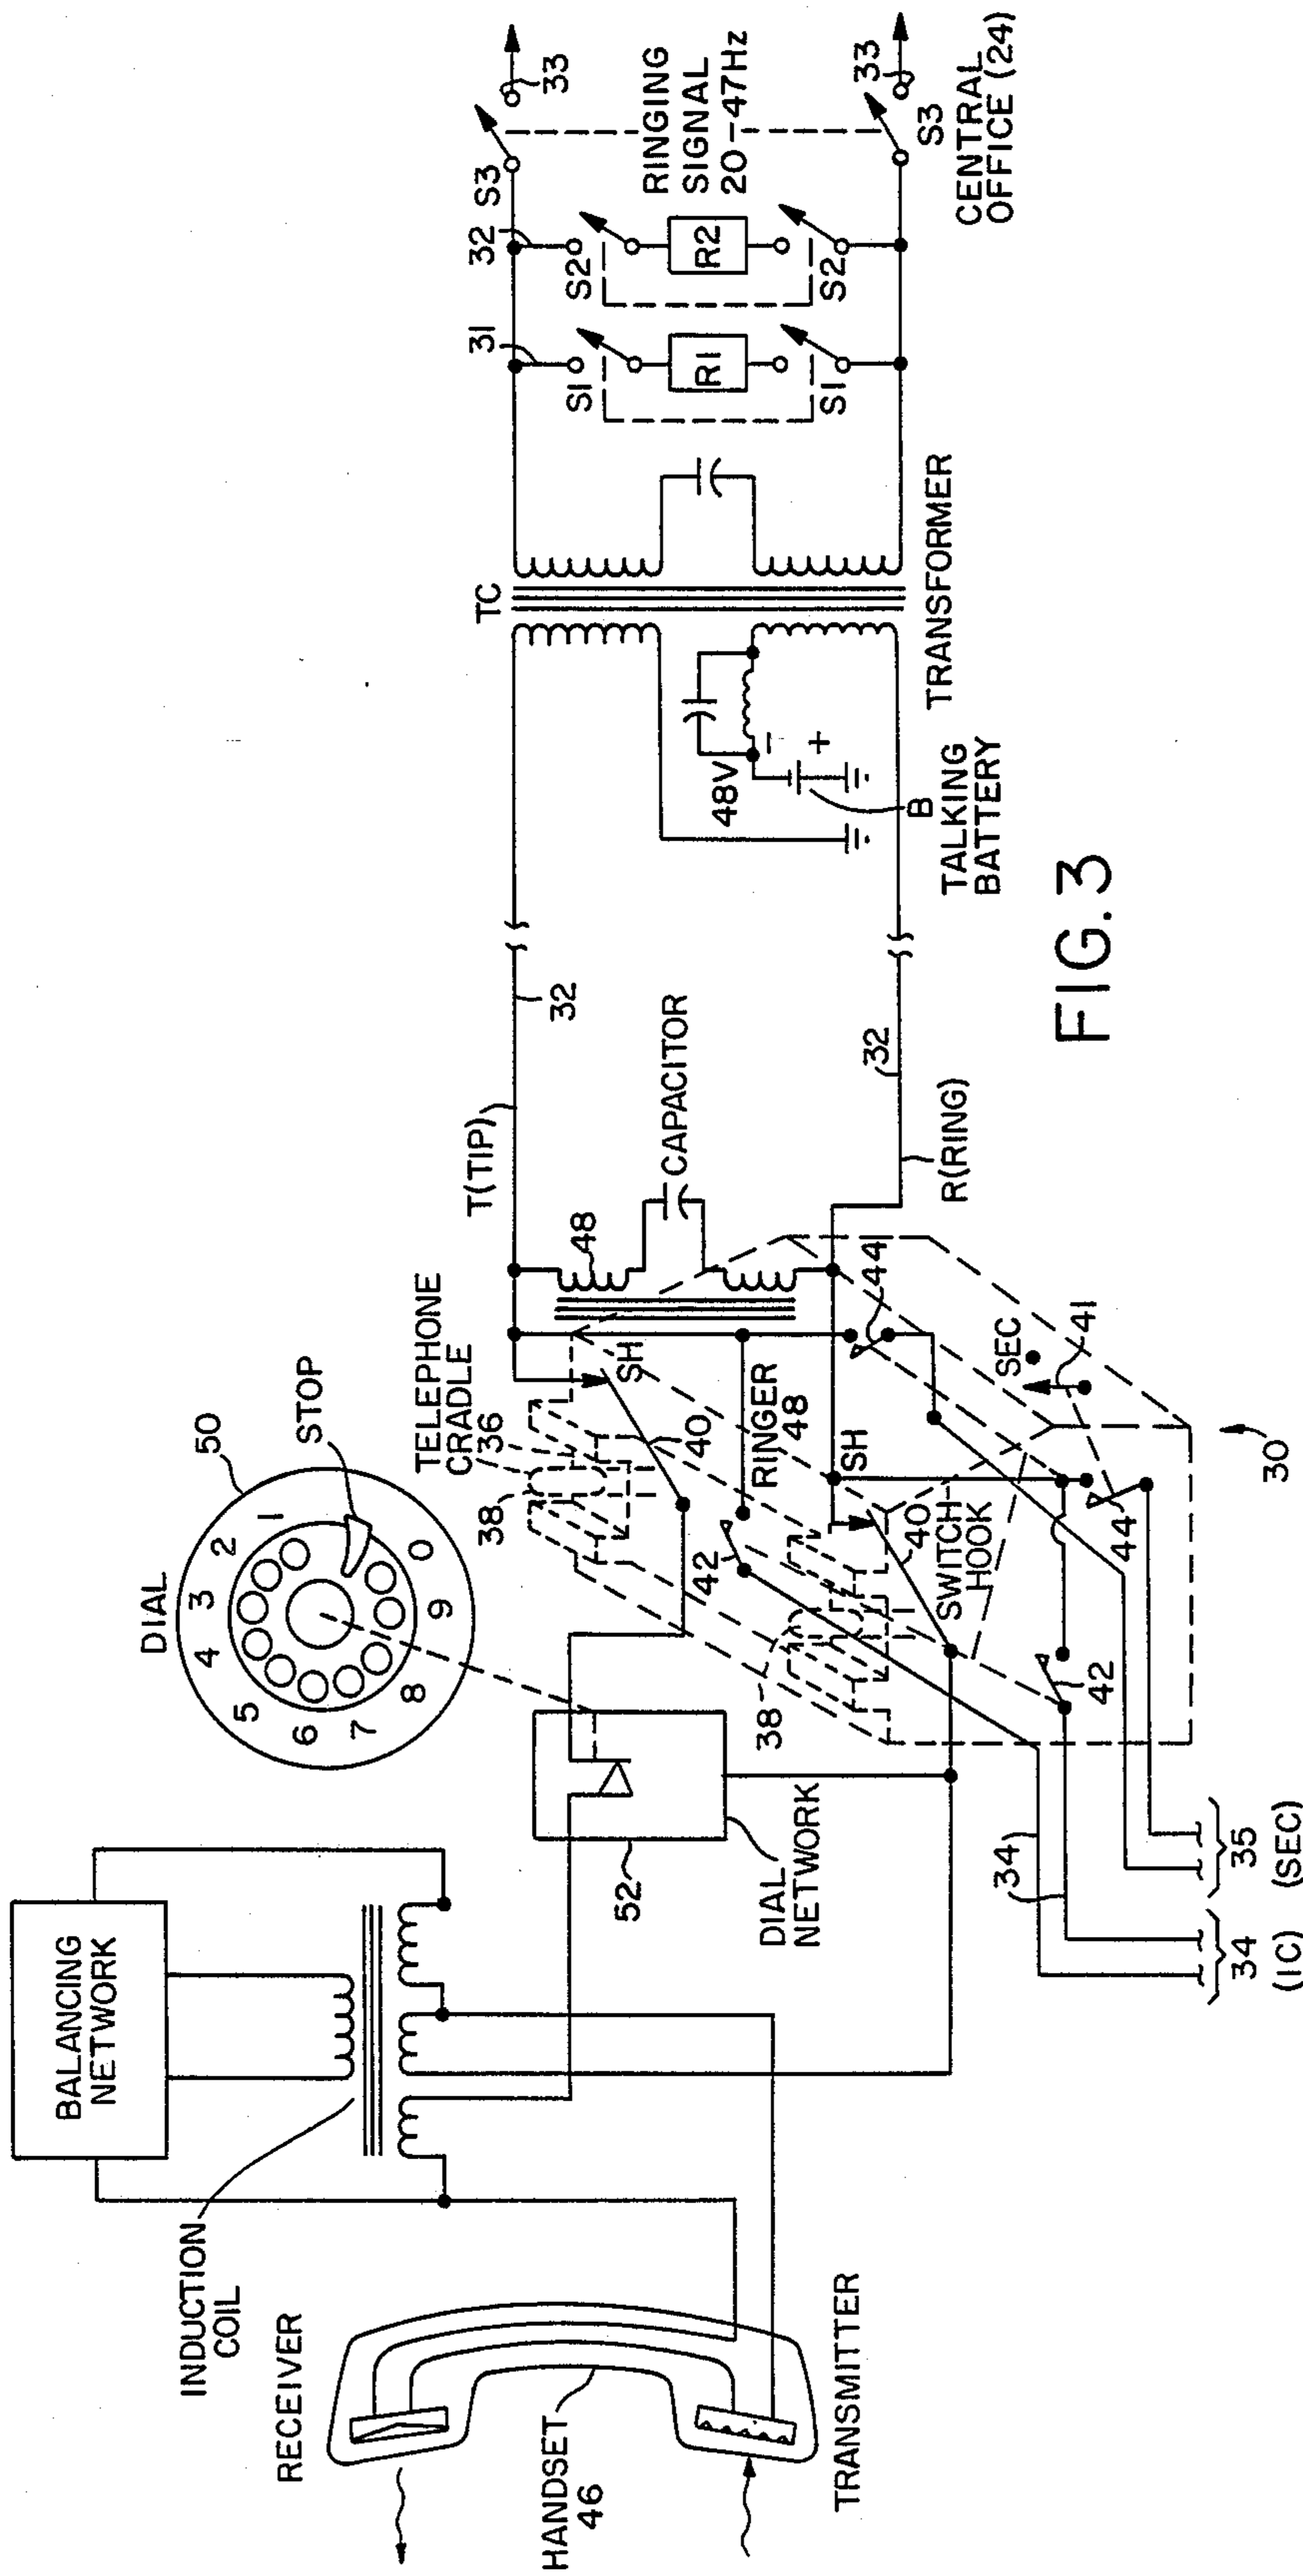 BALANCING
NETWORK
INDUCTION
COIL
RECEIVER
HANDSET
46
TRANSMITTER
DIAL
50
STOP
1
2
3
4
5
6
7
8
9
0
52
DIAL
NETWORK
TELEPHONE
CRADLE
36
38
SH
40
RINGER
48
42
38
SH
40
SWITCH
HOOK
42
44
44
SEC
41
30
34
34
(IC)
35
(SEC)
T(TIP)
48
CAPACITOR
R(RING)
32
32
TC
48V
-
+
B
TALKING
BATTERY
TRANSFORMER
31
S1
R1
S1
32
S2
R2
S2
S3
33
RINGING
SIGNAL
20-47Hz
33
S3
CENTRAL
OFFICE (24)
FIG. 3